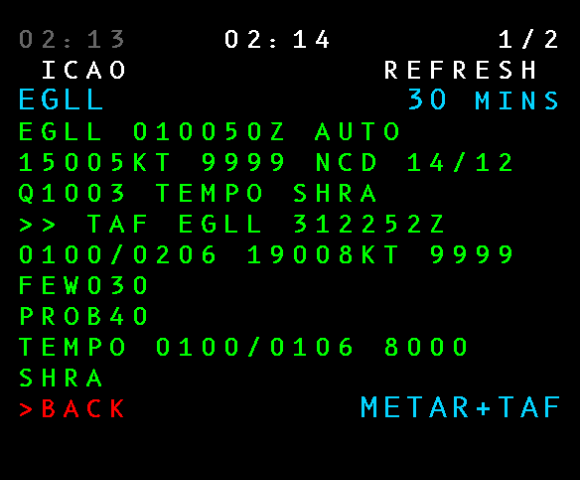 02:13 02:14 1/2
ICAO REFRESH
EGLL 30 MINS
EGLL 010050Z AUTO
15005KT 9999 NCD 14/12
Q1003 TEMPO SHRA
>> TAF EGLL 312252Z
0100/0206 19008KT 9999
FEW030
PROB40
TEMPO 0100/0106 8000
SHRA
>BACK METAR+TAF